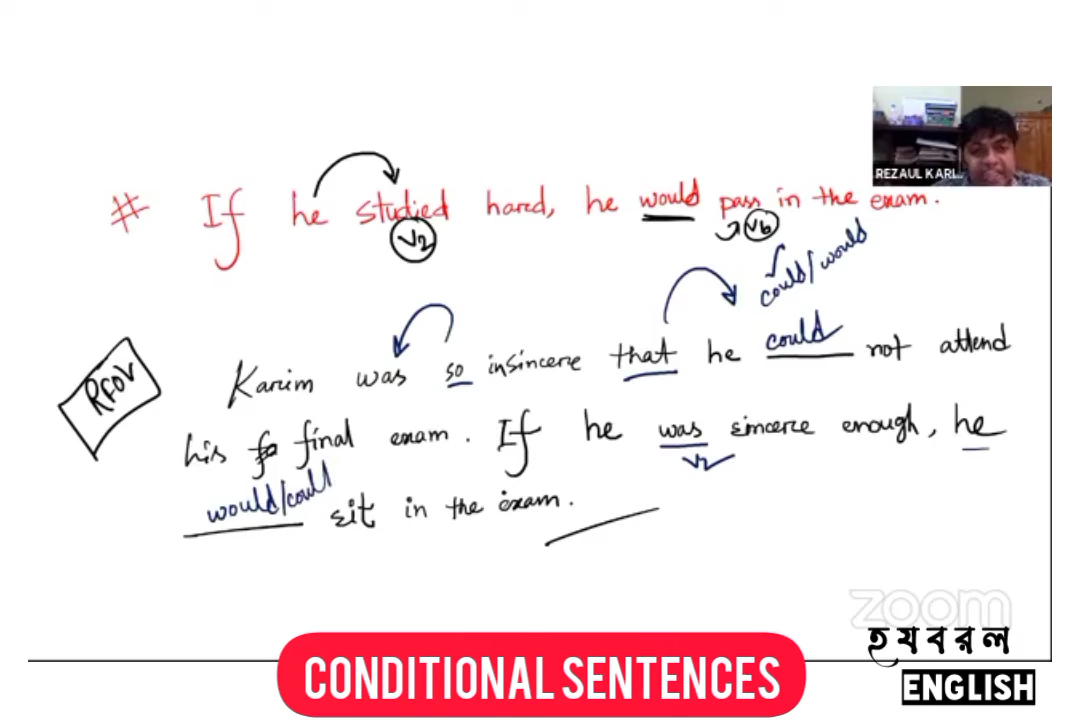 REZAUL KARI...
# If he studied hard, he would pass in the exam.
V2
V6
could/would
RFOV
Karim was so insincere that he could not attend
his final exam. If he was sincere enough, he
V2
would/could sit in the exam.
zoom
হযবরল
CONDITIONAL SENTENCES
ENGLISH